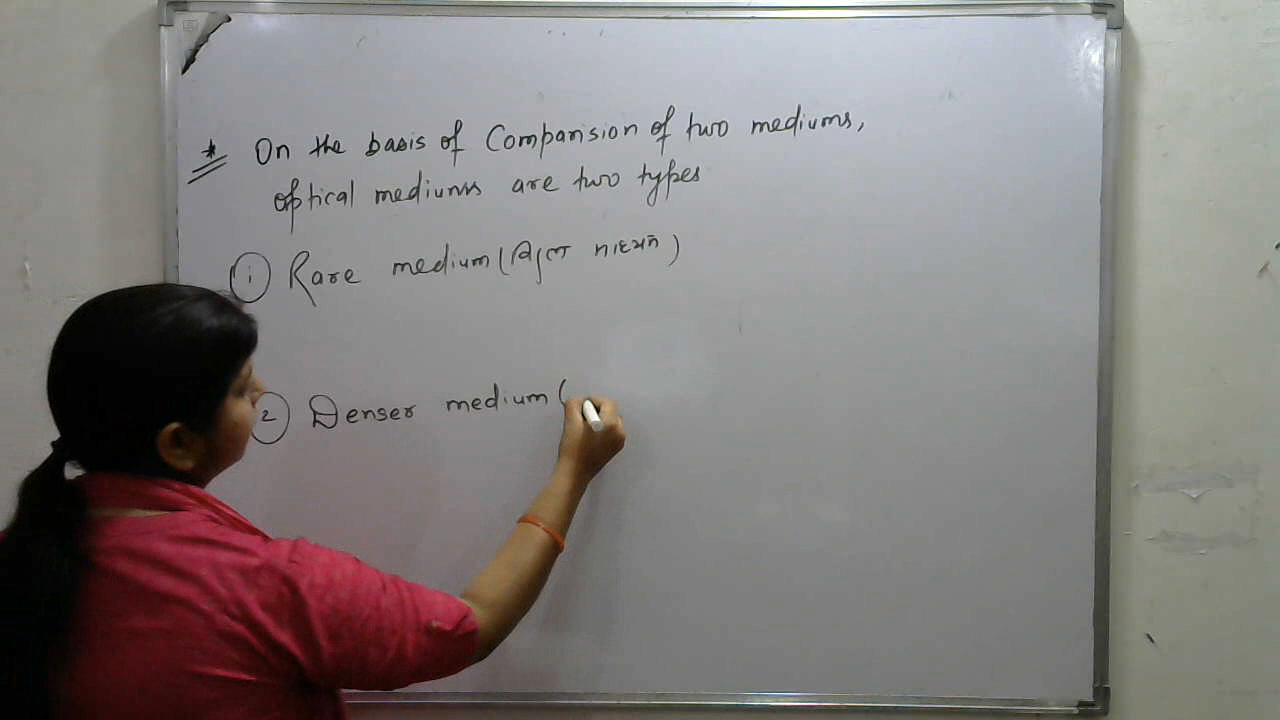 * On the basis of Comparision of two mediums,
optical mediums are two types
① Rare medium (विरल माध्यम)
② Denser medium (